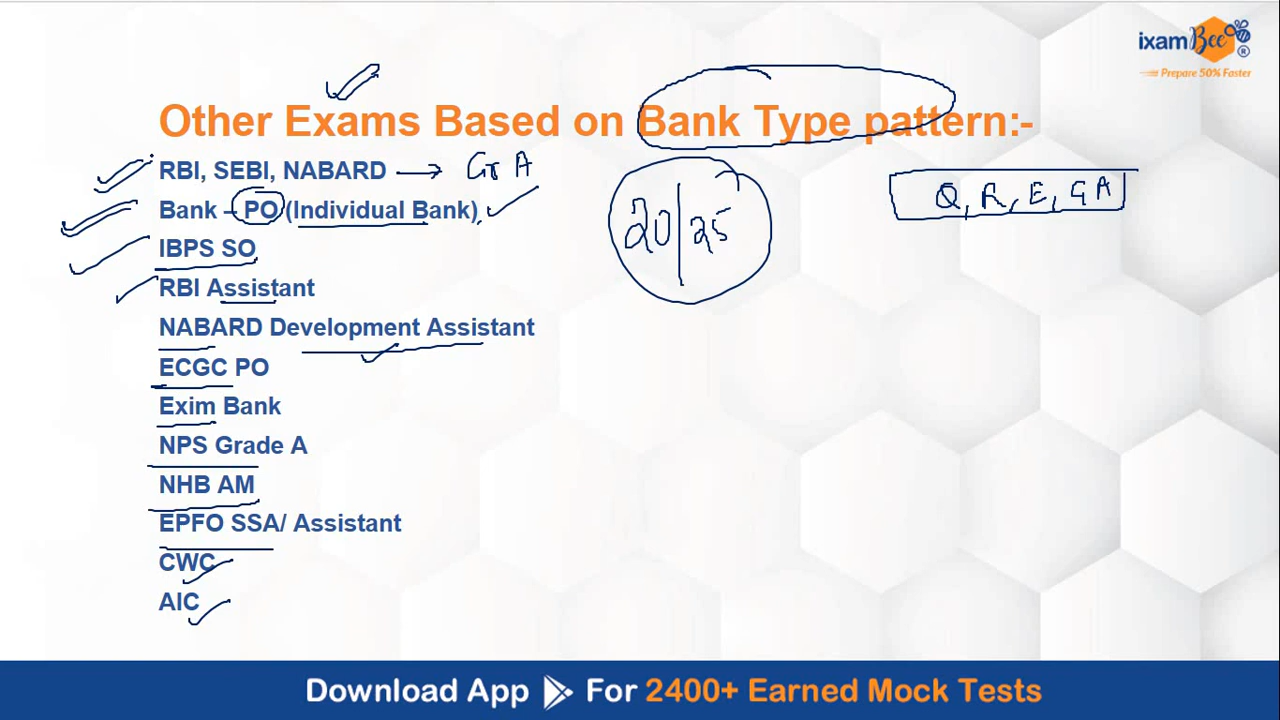 ixamBee
®
Prepare 50% Faster
Other Exams Based on Bank Type pattern:-
RBI, SEBI, NABARD → Gr A
Bank – PO (Individual Bank)
IBPS SO
RBI Assistant
NABARD Development Assistant
ECGC PO
Exim Bank
NPS Grade A
NHB AM
EPFO SSA/ Assistant
CWC
AIC
20|25
Q, R, E, GA
Download App For 2400+ Earned Mock Tests